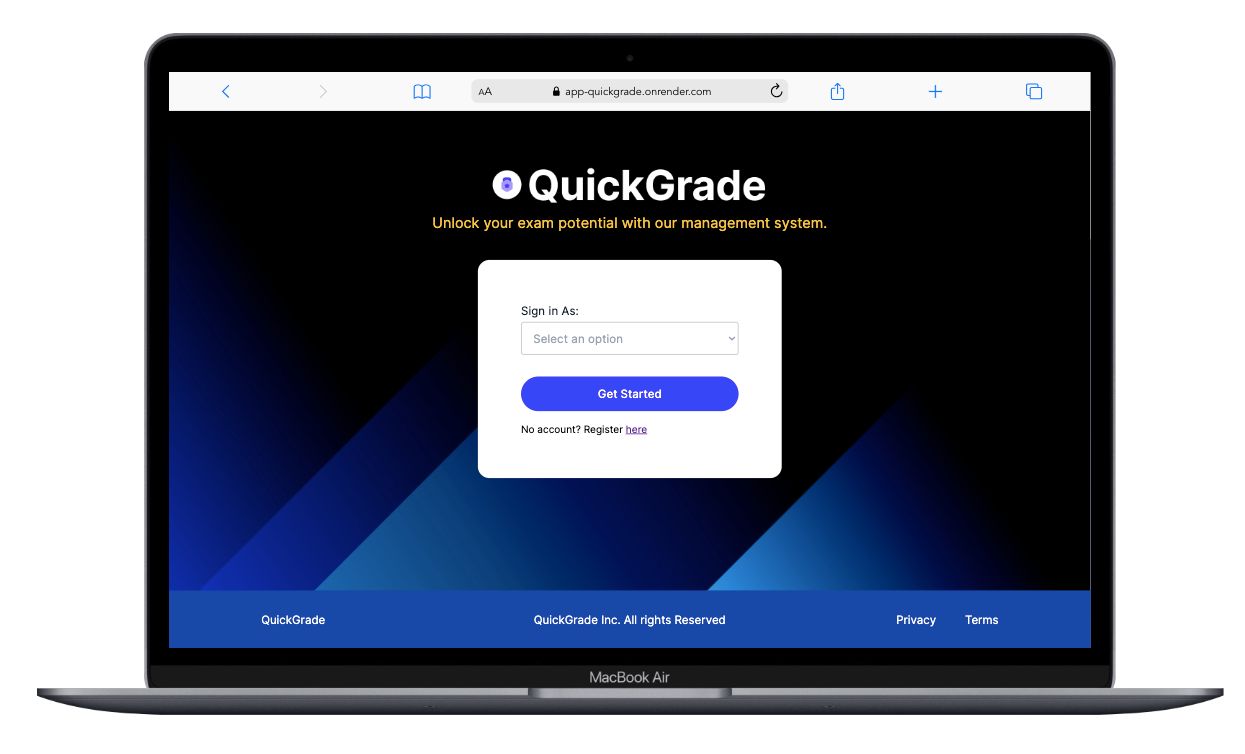 AA app-quickgrade.onrender.com
QuickGrade
Unlock your exam potential with our management system.
Sign in As:
Select an option
Get Started
No account? Register here
QuickGrade QuickGrade Inc. All rights Reserved Privacy Terms
MacBook Air